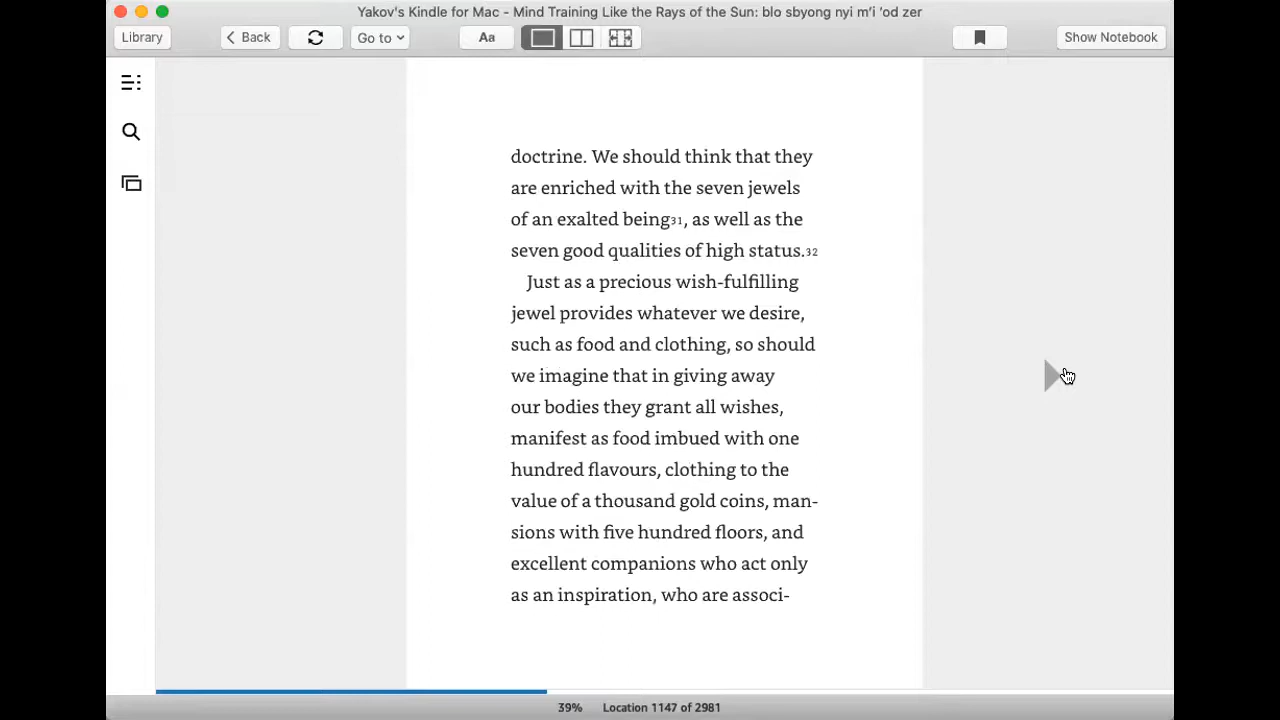 Yakov's Kindle for Mac - Mind Training Like the Rays of the Sun: blo sbyong nyi m'i 'od zer
Library
Back
Go to
Aa
Show Notebook
doctrine. We should think that they
are enriched with the seven jewels
of an exalted being31, as well as the
seven good qualities of high status.32
Just as a precious wish-fulfilling
jewel provides whatever we desire,
such as food and clothing, so should
we imagine that in giving away
our bodies they grant all wishes,
manifest as food imbued with one
hundred flavours, clothing to the
value of a thousand gold coins, man-
sions with five hundred floors, and
excellent companions who act only
as an inspiration, who are associ-
39% Location 1147 of 2981